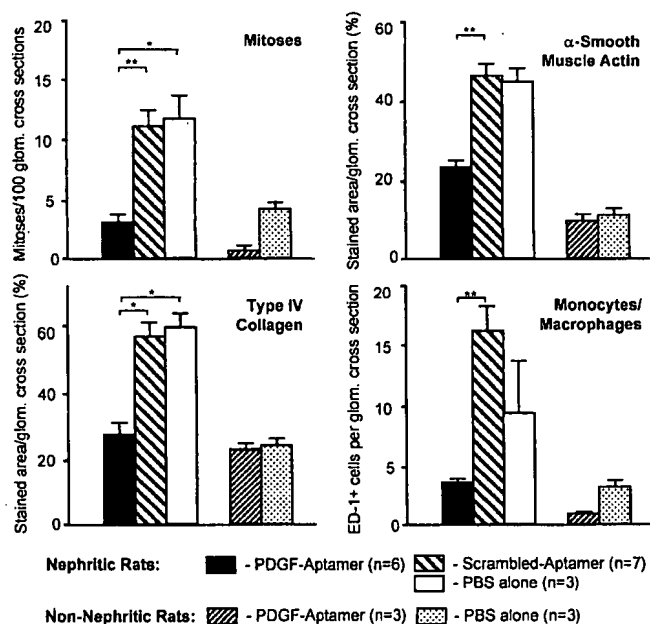 Mitoses
Mitoses/100 glom. cross sections
20
15
10
5
0
*
**
α-Smooth
Muscle Actin
Stained area/glom. cross section (%)
60
40
20
0
**
Type IV
Collagen
Stained area/glom. cross section (%)
60
40
20
0
*
*
Monocytes/
Macrophages
ED-1+ cells per glom. cross section
20
15
10
5
0
**
Nephritic Rats: - PDGF-Aptamer (n=6) - Scrambled-Aptamer (n=7)
- PBS alone (n=3)
Non-Nephritic Rats: - PDGF-Aptamer (n=3) - PBS alone (n=3)